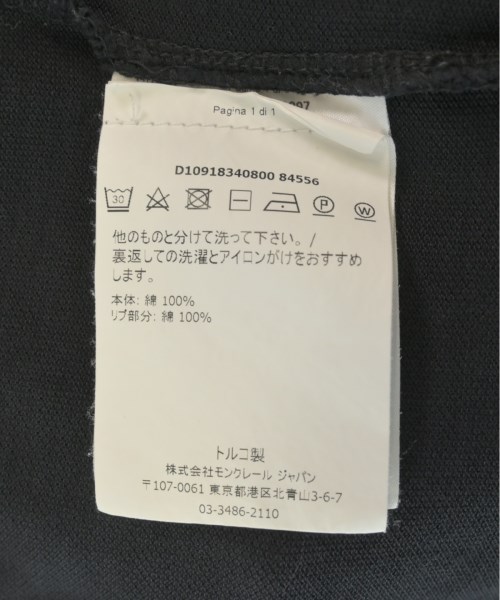 Pagina 1 di 1
D10918340800 84556
30
P
W
他のものと分けて洗って下さい。/
裏返しての洗濯とアイロンがけをおすすめ
します。
本体: 綿 100%
リブ部分: 綿 100%
トルコ製
株式会社モンクレール ジャパン
〒107-0061 東京都港区北青山3-6-7
03-3486-2110